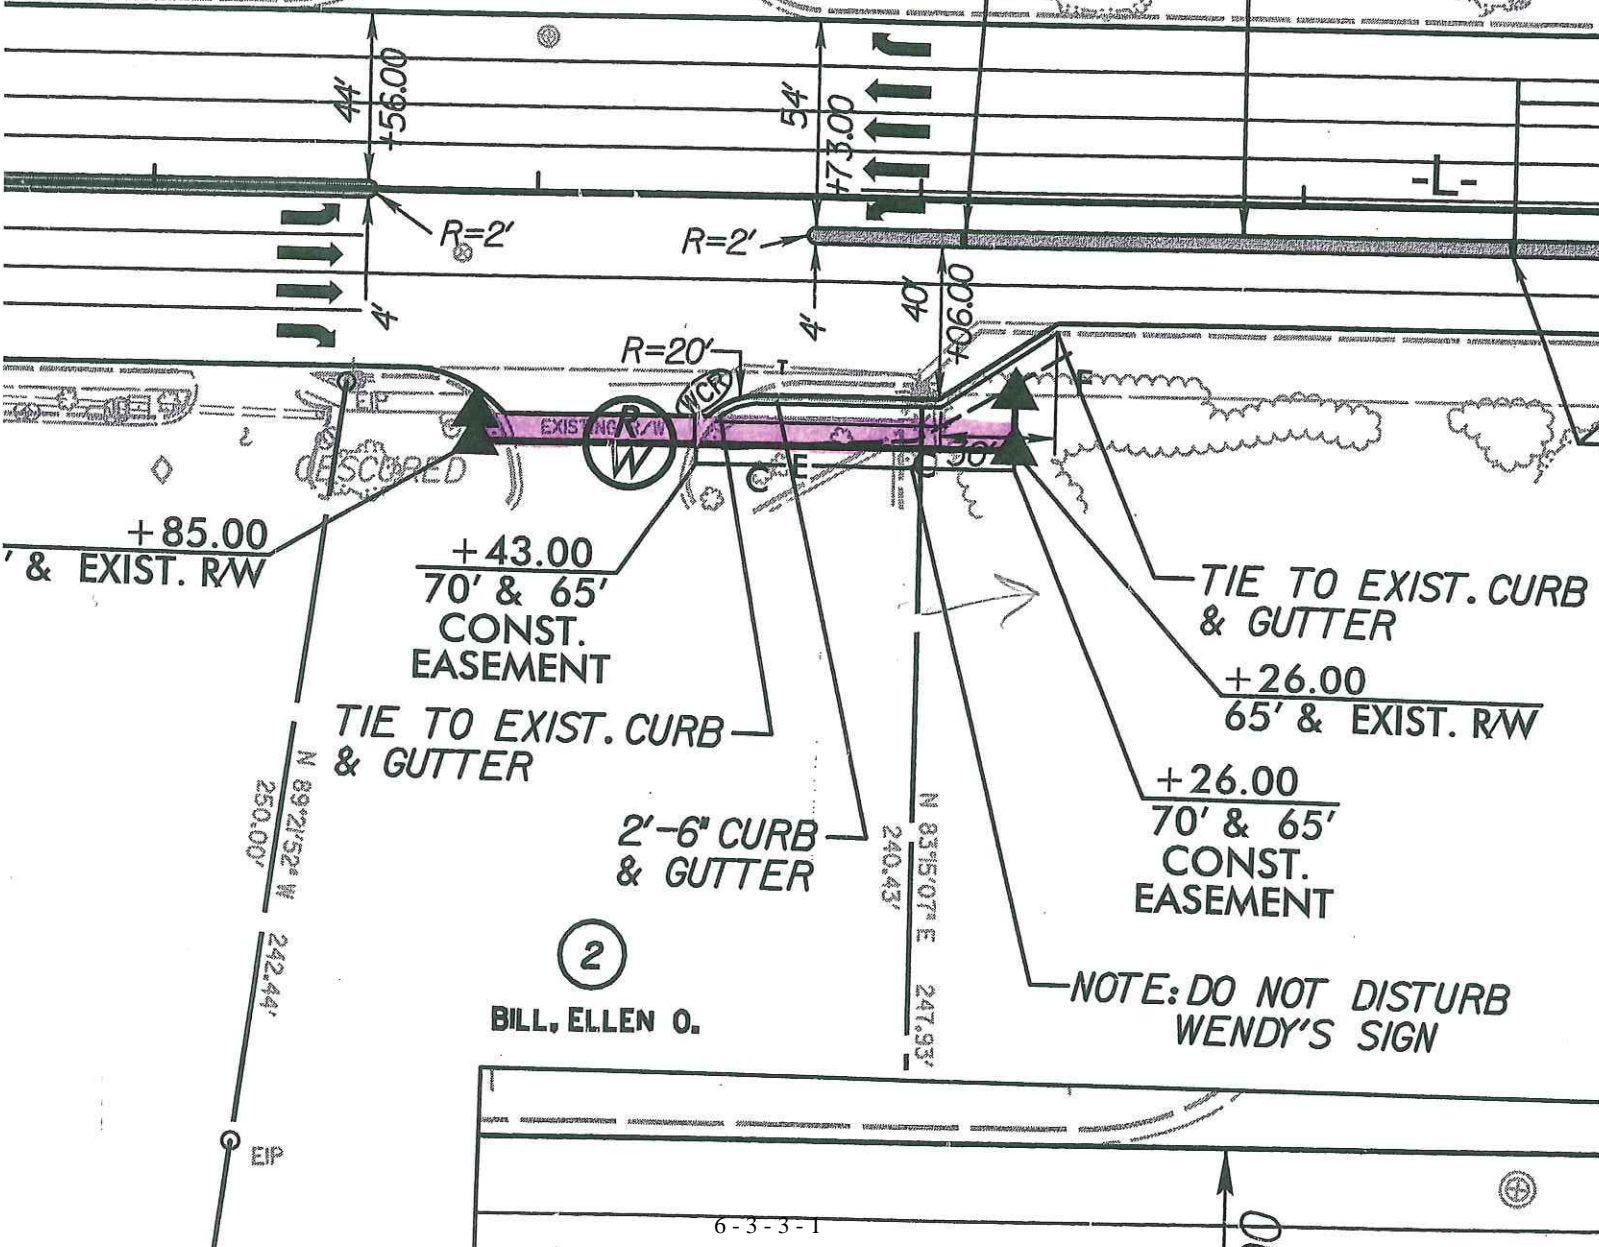 44'
+56.00
54'
+73.00
-L-
R=2'
R=2'
4'
4'
40'
+06.00
R=20'
WCR
EIP
EXISTING R/W
R
W
E
C
E
DESCURED
+85.00
' & EXIST. R/W
+43.00
70' & 65'
CONST.
EASEMENT
TIE TO EXIST. CURB
& GUTTER
TIE TO EXIST. CURB
& GUTTER
+26.00
65' & EXIST. R/W
2'-6" CURB
& GUTTER
+26.00
70' & 65'
CONST.
EASEMENT
N 89°21'52" W 242.44'
250.00'
N 83°15'07" E 247.93'
240.43'
2
BILL, ELLEN O.
NOTE: DO NOT DISTURB
WENDY'S SIGN
EIP
6-3-3-1